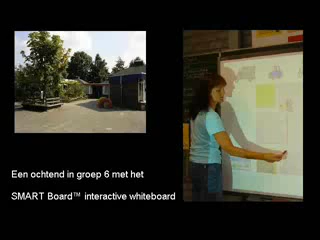 Een ochtend in groep 6 met het
SMART Board™ interactive whiteboard